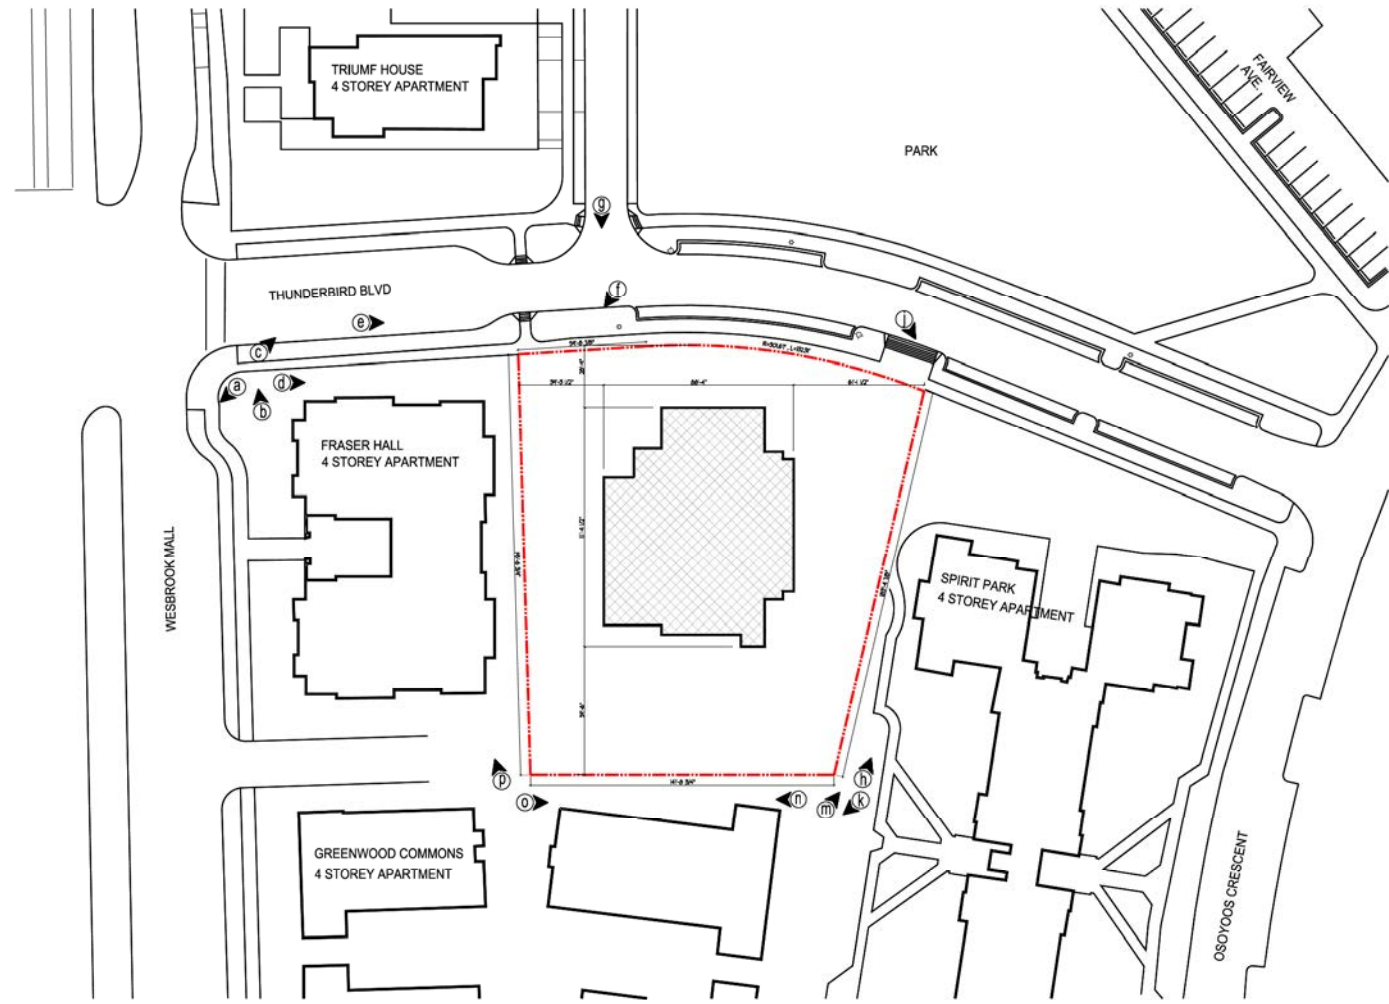 TRIUMF HOUSE
4 STOREY APARTMENT
FAIRVIEW
AVE.
PARK
g
THUNDERBIRD BLVD
f
e
j
c
a
d
b
FRASER HALL
4 STOREY APARTMENT
WESBROOK MALL
SPIRIT PARK
4 STOREY APARTMENT
p
o
n
h
m
k
GREENWOOD COMMONS
4 STOREY APARTMENT
OSOYOOS CRESCENT